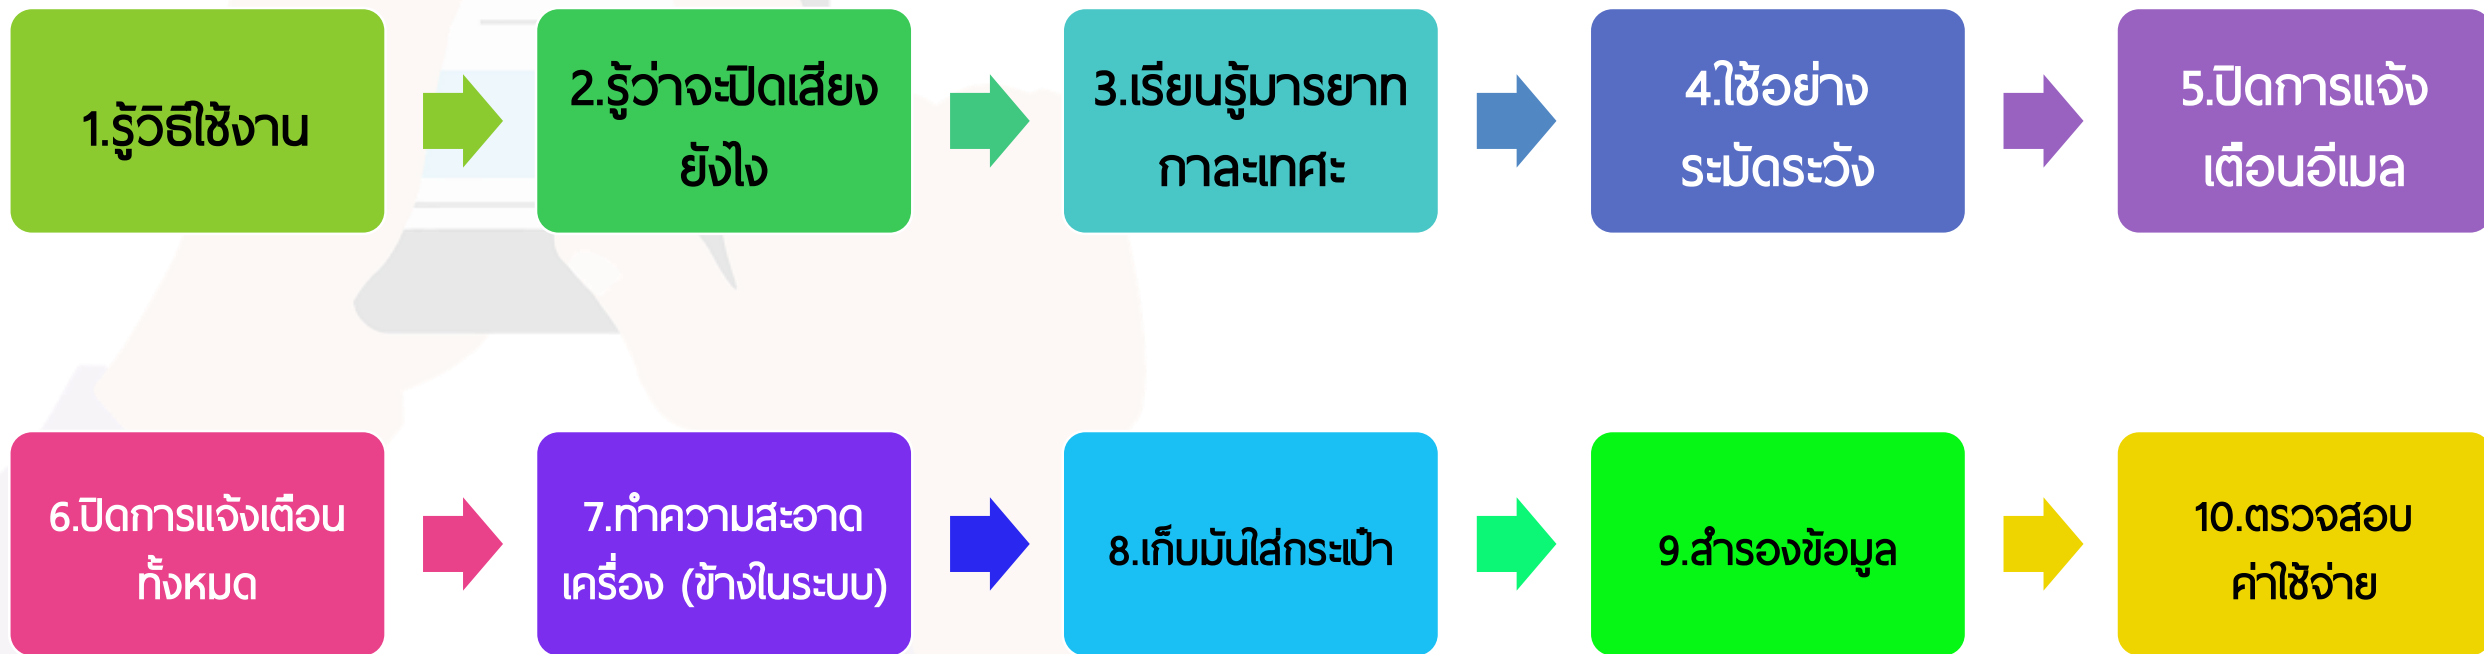 1.รู้วิธีใช้งาน
2.รู้ว่าจะปิดเสียง
ยังไง
3.เรียนรู้มารยาท
กาละเทศะ
4.ใช้อย่าง
ระมัดระวัง
5.ปิดการแจ้ง
เตือนอีเมล
6.ปิดการแจ้งเตือน
ทั้งหมด
7.ทำความสะอาด
เครื่อง (ข้างในระบบ)
8.เก็บมันใส่กระเป๋า
9.สำรองข้อมูล
10.ตรวจสอบ
ค่าใช้จ่าย